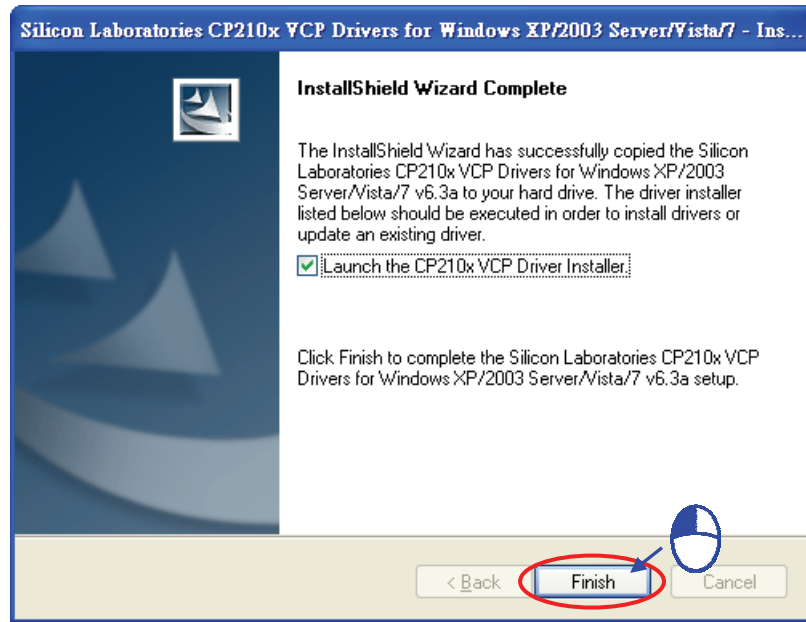 Silicon Laboratories CP210x VCP Drivers for Windows XP/2003 Server/Vista/7 - Ins...
InstallShield Wizard Complete
The InstallShield Wizard has successfully copied the Silicon
Laboratories CP210x VCP Drivers for Windows XP/2003
Server/Vista/7 v6.3a to your hard drive. The driver installer
listed below should be executed in order to install drivers or
update an existing driver.
Launch the CP210x VCP Driver Installer.
Click Finish to complete the Silicon Laboratories CP210x VCP
Drivers for Windows XP/2003 Server/Vista/7 v6.3a setup.
< Back
Finish
Cancel